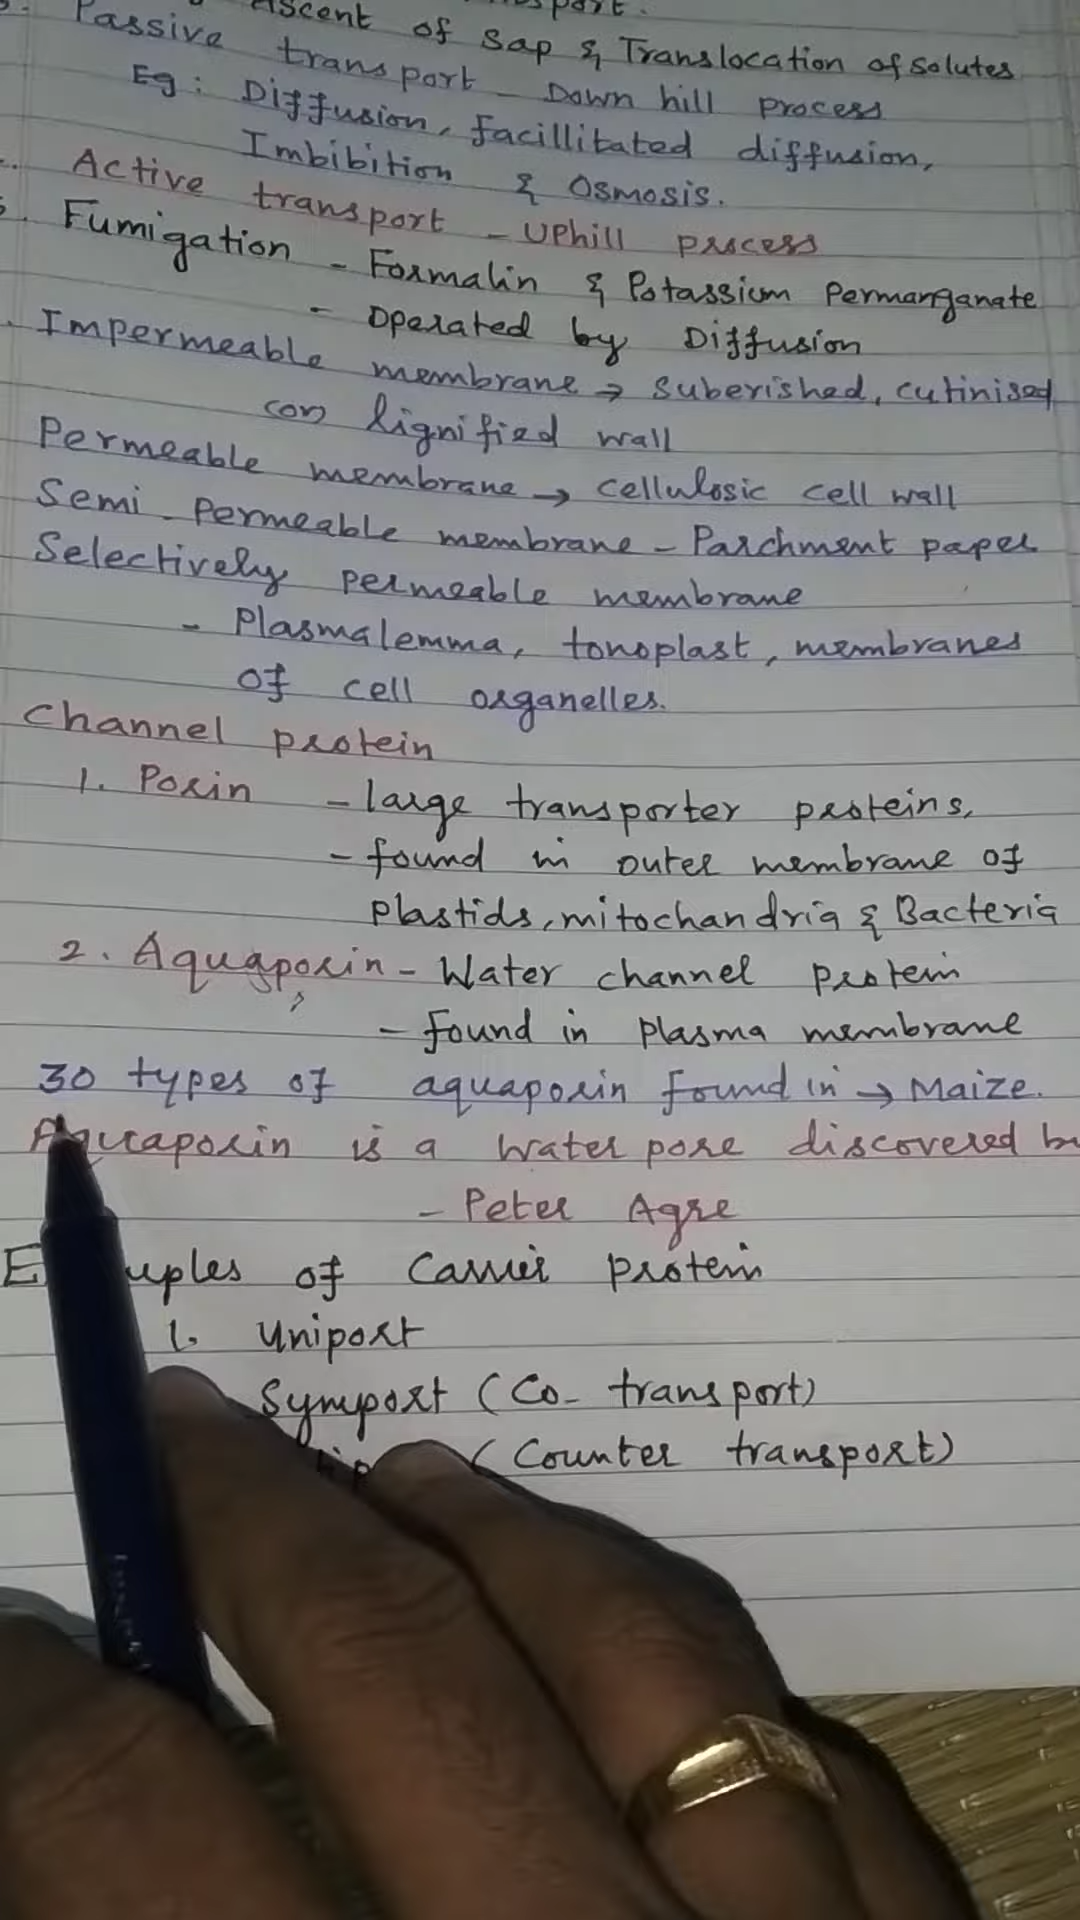 Ascent of Sap & Translocation of solutes
Passive transport - Down hill process
Eg: Diffusion, facillitated diffusion,
Imbibition & Osmosis.
Active transport - Uphill process
Fumigation - Formalin & Potassium Permanganate
- Operated by Diffusion
Impermeable membrane → suberished, cutinised
(or) lignified wall
Permeable membrane → cellulosic cell wall
Semi-permeable membrane - Parchment paper
Selectively permeable membrane
- Plasmalemma, tonoplast, membranes
of cell organelles.
Channel protein
1. Porin - large transporter proteins,
- found in outer membrane of
plastids, mitochandria & Bacteria
2. Aquaporin - Water channel protein
- found in plasma membrane
30 types of aquaporin found in → Maize.
Aquaporin is a water pore discovered
- Peter Agre
of Carrier protein
1. Uniport
Symport (Co-transport)
(Counter transport)